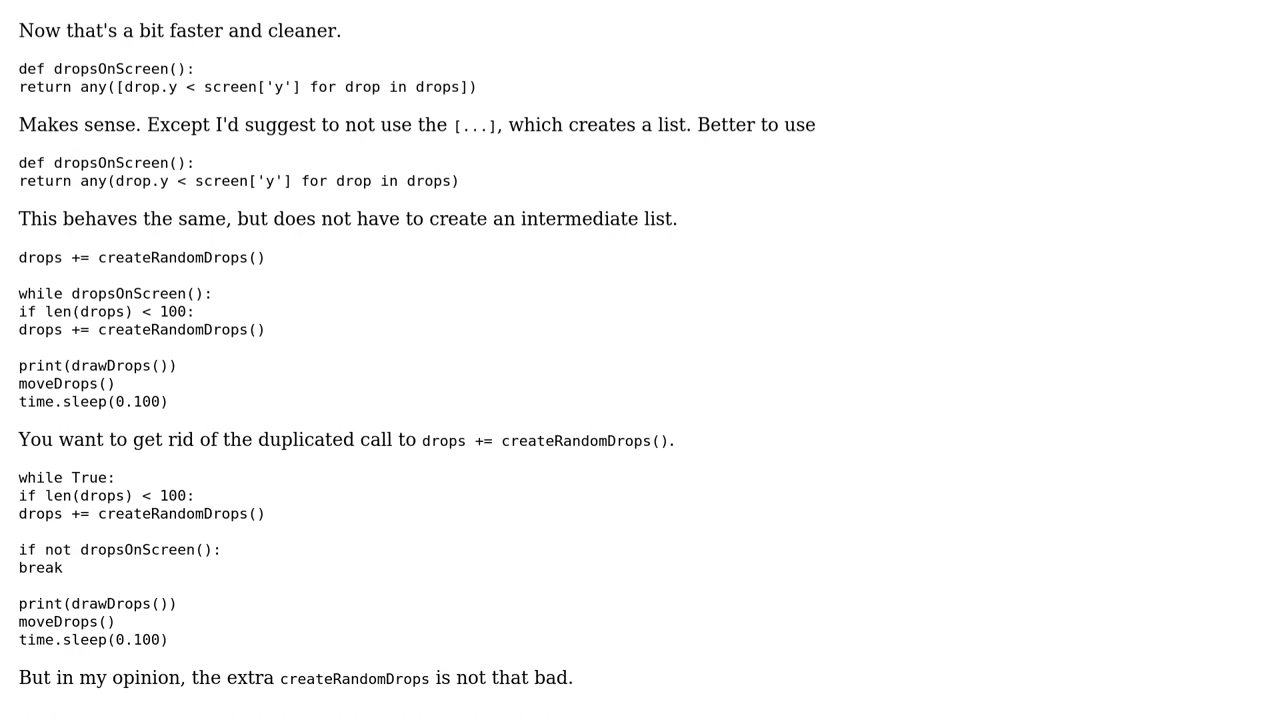 Now that's a bit faster and cleaner.
def dropsOnScreen():
return any([drop.y < screen['y'] for drop in drops])
Makes sense. Except I'd suggest to not use the [...], which creates a list. Better to use
def dropsOnScreen():
return any(drop.y < screen['y'] for drop in drops)
This behaves the same, but does not have to create an intermediate list.
drops += createRandomDrops()
while dropsOnScreen():
if len(drops) < 100:
drops += createRandomDrops()
print(drawDrops())
moveDrops()
time.sleep(0.100)
You want to get rid of the duplicated call to drops += createRandomDrops().
while True:
if len(drops) < 100:
drops += createRandomDrops()
if not dropsOnScreen():
break
print(drawDrops())
moveDrops()
time.sleep(0.100)
But in my opinion, the extra createRandomDrops is not that bad.